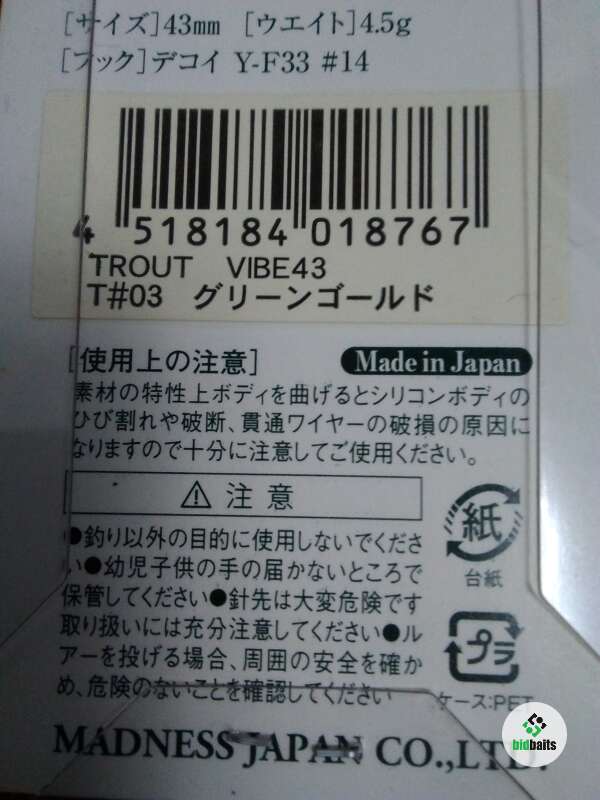 [サイズ]43mm [ウエイト]4.5g
[フック]デコイ Y-F33 #14
4 518184 018767
TROUT VIBE43
T#03 グリーンゴールド
[使用上の注意] Made in Japan
素材の特性上ボディを曲げるとシリコンボディの
ひび割れや破断、貫通ワイヤーの破損の原因に
なりますので十分に注意してご使用ください。
⚠ 注意
●釣り以外の目的に使用しないでくださ
い●幼児子供の手の届かないところで
保管してください●針先は大変危険です
取り扱いには充分注意してください●ル
アーを投げる場合、周囲の安全を確か
め、危険のないことを確認してください
紙
台紙
プラ
ケース:PET
MADNESS JAPAN CO.,LTD.
bidbaits